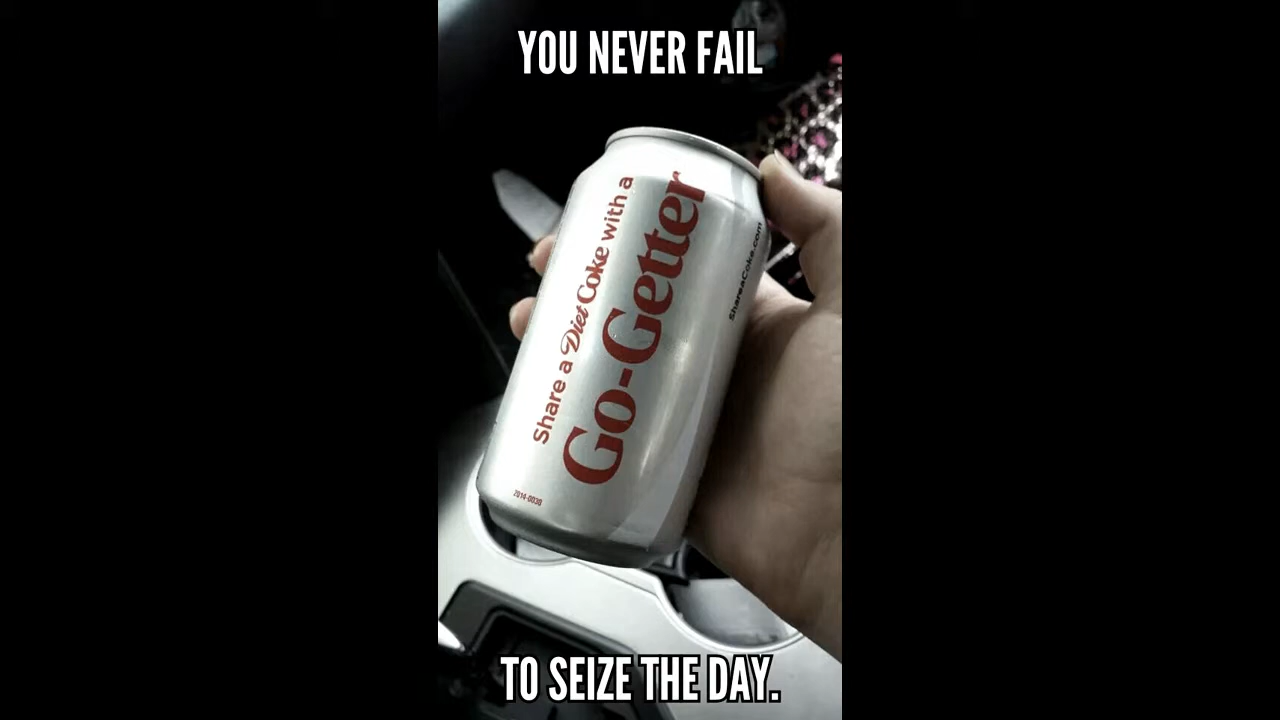 YOU NEVER FAIL
Share a Diet Coke with a
Go-Getter
ShareaCoke.com
2014-0038
TO SEIZE THE DAY.